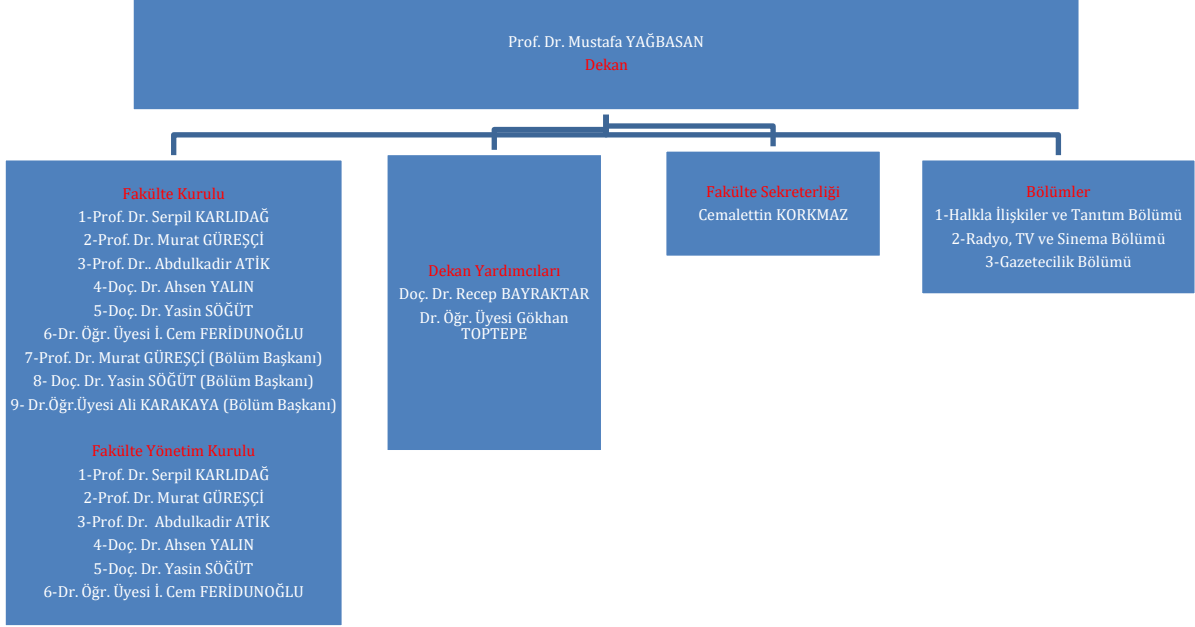 Prof. Dr. Mustafa YAĞBASAN
Dekan
Fakülte Kurulu
1-Prof. Dr. Serpil KARLIDAĞ
2-Prof. Dr. Murat GÜREŞÇİ
3-Prof. Dr.. Abdulkadir ATİK
4-Doç. Dr. Ahsen YALIN
5-Doç. Dr. Yasin SÖĞÜT
6-Dr. Öğr. Üyesi İ. Cem FERİDUNOĞLU
7-Prof. Dr. Murat GÜREŞÇİ (Bölüm Başkanı)
8- Doç. Dr. Yasin SÖĞÜT (Bölüm Başkanı)
9- Dr.Öğr.Üyesi Ali KARAKAYA (Bölüm Başkanı)
Fakülte Yönetim Kurulu
1-Prof. Dr. Serpil KARLIDAĞ
2-Prof. Dr. Murat GÜREŞÇİ
3-Prof. Dr. Abdulkadir ATİK
4-Doç. Dr. Ahsen YALIN
5-Doç. Dr. Yasin SÖĞÜT
6-Dr. Öğr. Üyesi İ. Cem FERİDUNOĞLU
Dekan Yardımcıları
Doç. Dr. Recep BAYRAKTAR
Dr. Öğr. Üyesi Gökhan
TOPTEPE
Fakülte Sekreterliği
Cemalettin KORKMAZ
Bölümler
1-Halkla İlişkiler ve Tanıtım Bölümü
2-Radyo, TV ve Sinema Bölümü
3-Gazetecilik Bölümü